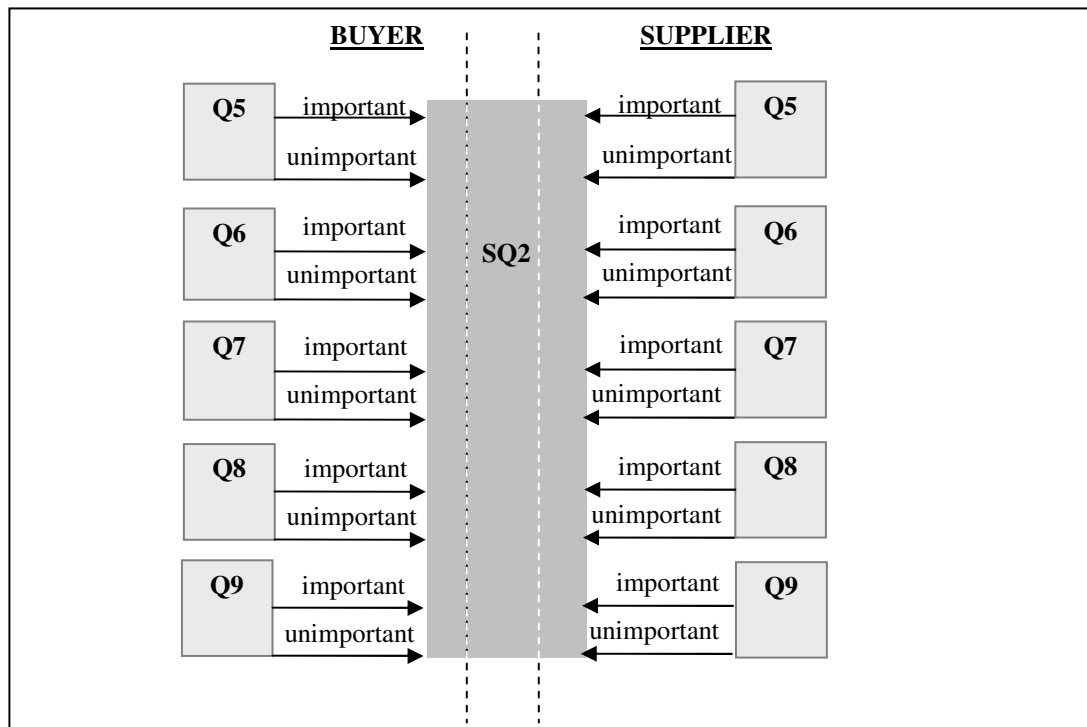 BUYER SUPPLIER
Q5 important important Q5
unimportant unimportant
Q6 important important Q6
unimportant SQ2 unimportant
Q7 important important Q7
unimportant unimportant
Q8 important important Q8
unimportant unimportant
Q9 important important Q9
unimportant unimportant